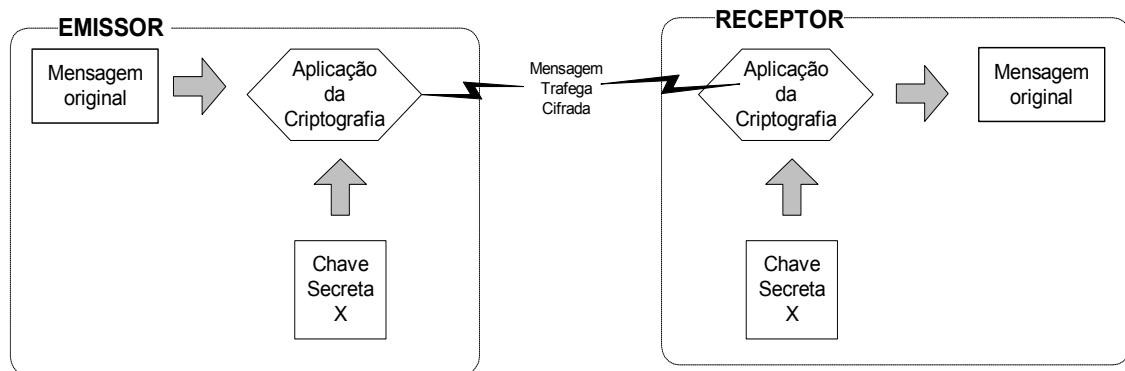 EMISSOR
Mensagem
original
Aplicação
da
Criptografia
Chave
Secreta
X
Mensagem
Trafega
Cifrada
RECEPTOR
Aplicação
da
Criptografia
Mensagem
original
Chave
Secreta
X